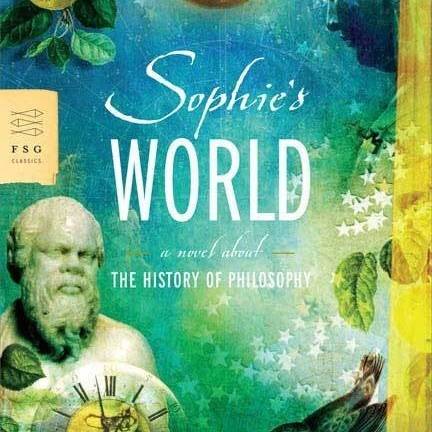 Sophie's
WORLD
FSG
CLASSICS
a novel about
THE HISTORY OF PHILOSOPHY